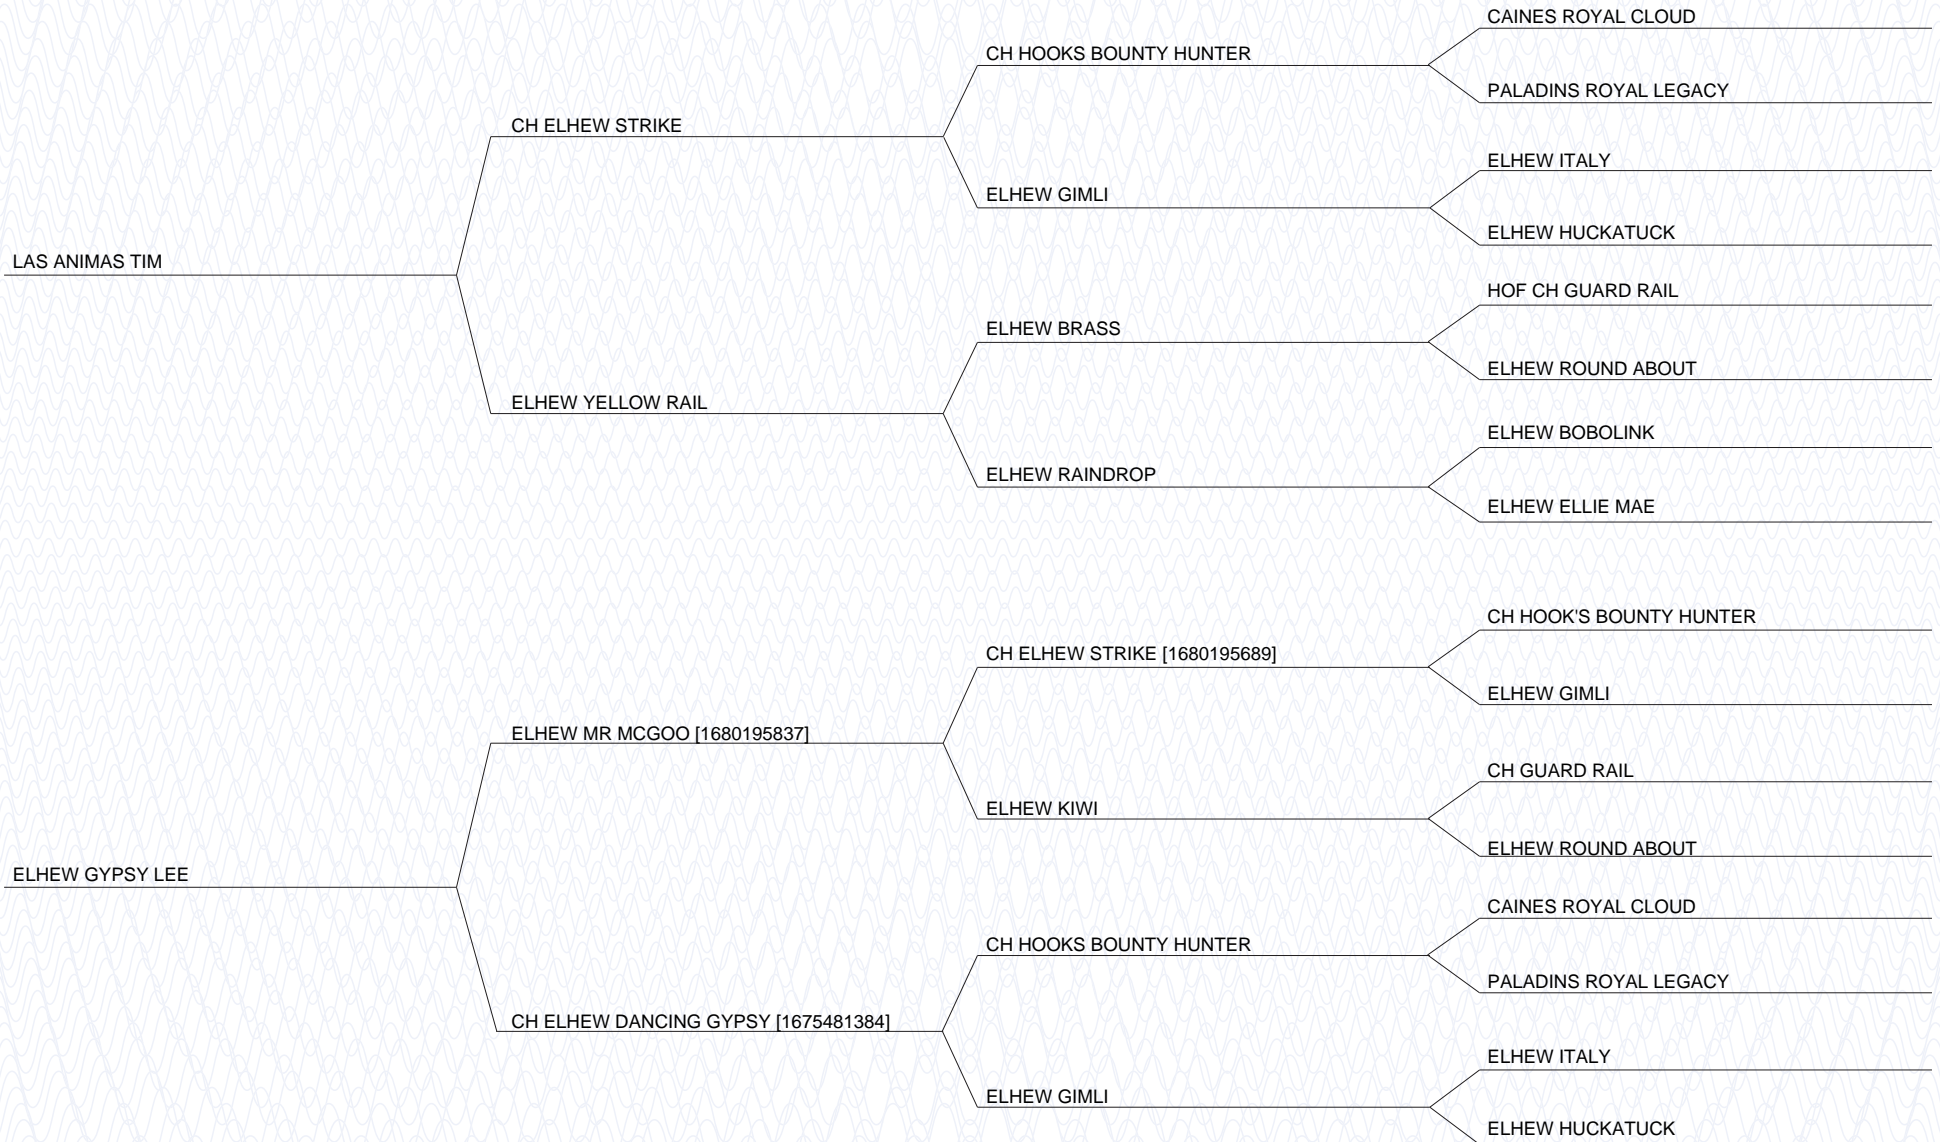 CAINES ROYAL CLOUD
CH HOOKS BOUNTY HUNTER
PALADINS ROYAL LEGACY
CH ELHEW STRIKE
ELHEW ITALY
ELHEW GIMLI
ELHEW HUCKATUCK
LAS ANIMAS TIM
HOF CH GUARD RAIL
ELHEW BRASS
ELHEW ROUND ABOUT
ELHEW YELLOW RAIL
ELHEW BOBOLINK
ELHEW RAINDROP
ELHEW ELLIE MAE
CH HOOK'S BOUNTY HUNTER
CH ELHEW STRIKE [1680195689]
ELHEW GIMLI
ELHEW MR MCGOO [1680195837]
CH GUARD RAIL
ELHEW KIWI
ELHEW ROUND ABOUT
ELHEW GYPSY LEE
CAINES ROYAL CLOUD
CH HOOKS BOUNTY HUNTER
PALADINS ROYAL LEGACY
CH ELHEW DANCING GYPSY [1675481384]
ELHEW ITALY
ELHEW GIMLI
ELHEW HUCKATUCK